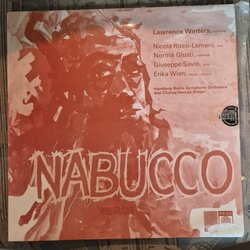 Lawrence Winters,
Nicola Rossi-Lemeni,
Norma Giusti,
Giuseppe Savio,
Erika Wien,
Hamburg Radio Symphony Orchestra
and Chorus/George Singer
NABUCCO
VERDI